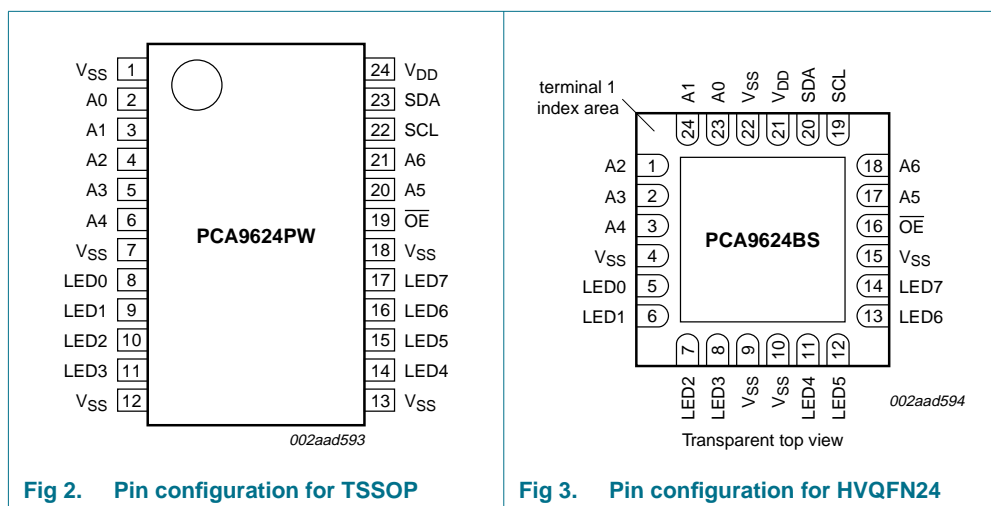 VSS 1
A0 2
A1 3
A2 4
A3 5
A4 6
VSS 7
LED0 8
LED1 9
LED2 10
LED3 11
VSS 12
PCA9624PW
24 VDD
23 SDA
22 SCL
21 A6
20 A5
19 OE
18 VSS
17 LED7
16 LED6
15 LED5
14 LED4
13 VSS
002aad593
Fig 2. Pin configuration for TSSOP
terminal 1
index area
A1 A0 VSS VDD SDA SCL
24 23 22 21 20 19
A2 1
A3 2
A4 3
VSS 4
LED0 5
LED1 6
PCA9624BS
18 A6
17 A5
16 OE
15 VSS
14 LED7
13 LED6
7 8 9 10 11 12
LED2 LED3 VSS VSS LED4 LED5
002aad594
Transparent top view
Fig 3. Pin configuration for HVQFN24